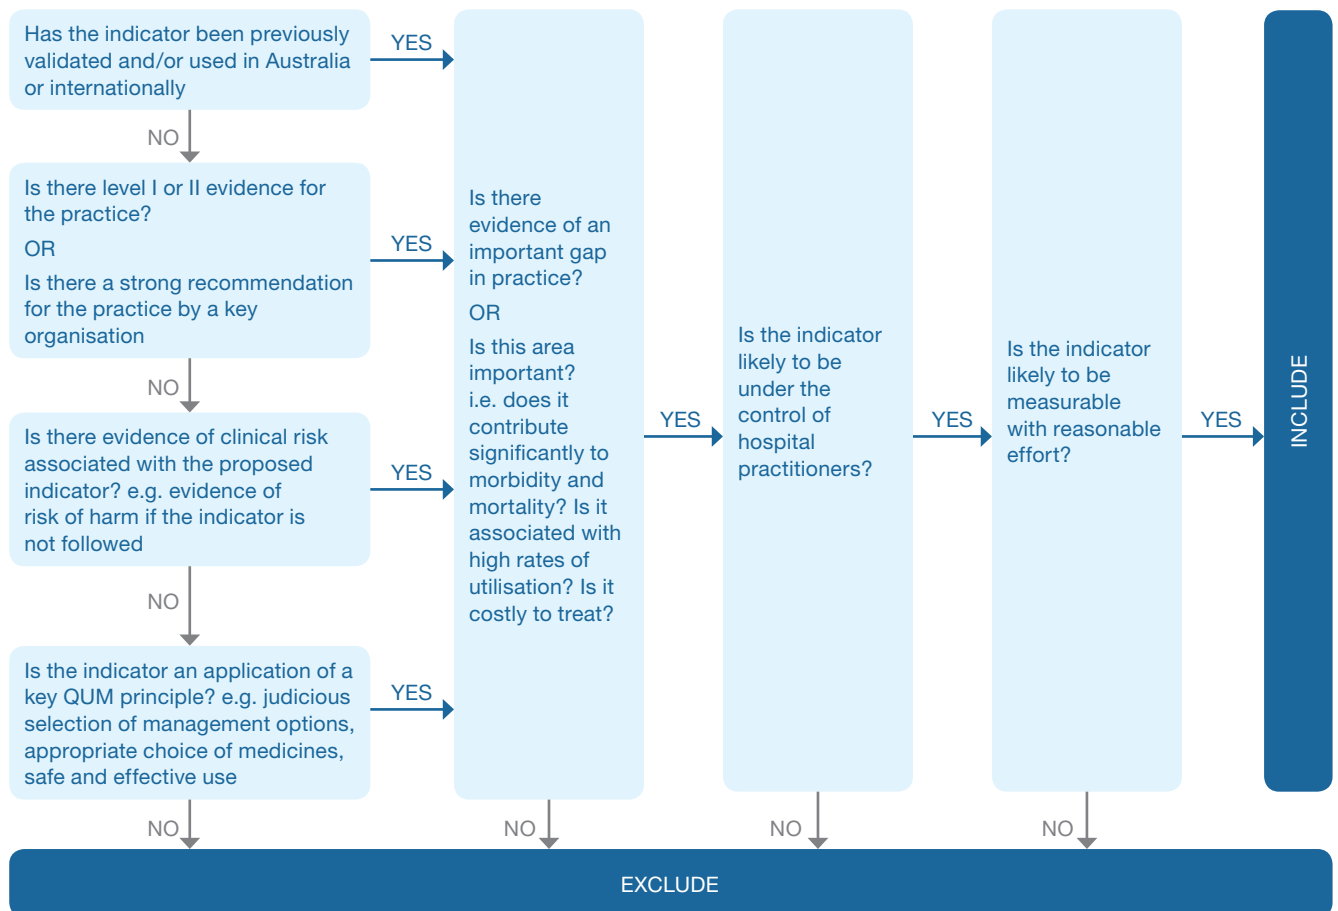 Has the indicator been previously
validated and/or used in Australia
or internationally
YES
NO
Is there level I or II evidence for
the practice?
OR
Is there a strong recommendation
for the practice by a key
organisation
YES
NO
Is there evidence of clinical risk
associated with the proposed
indicator? e.g. evidence of
risk of harm if the indicator is
not followed
YES
NO
Is the indicator an application of a
key QUM principle? e.g. judicious
selection of management options,
appropriate choice of medicines,
safe and effective use
YES
NO
Is there
evidence of an
important gap
in practice?
OR
Is this area
important?
i.e. does it
contribute
significantly to
morbidity and
mortality? Is it
associated with
high rates of
utilisation? Is it
costly to treat?
YES
NO
Is the indicator
likely to be
under the
control of
hospital
practitioners?
YES
NO
Is the indicator
likely to be
measurable
with reasonable
effort?
YES
NO
INCLUDE
EXCLUDE